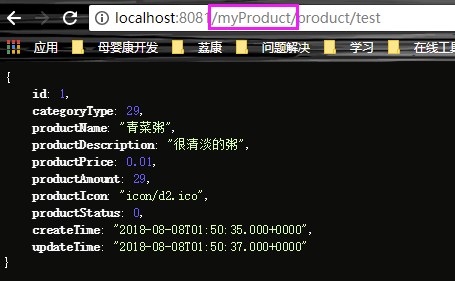 localhost:8081/myProduct/product/test
应用 母婴康开发 荔康 问题解决 学习 在线工
{
id: 1,
categoryType: 29,
productName: "青菜粥",
productDescription: "很清淡的粥",
productPrice: 0.01,
productAmount: 29,
productIcon: "icon/d2.ico",
productStatus: 0,
createTime: "2018-08-08T01:50:35.000+0000",
updateTime: "2018-08-08T01:50:37.000+0000"
}